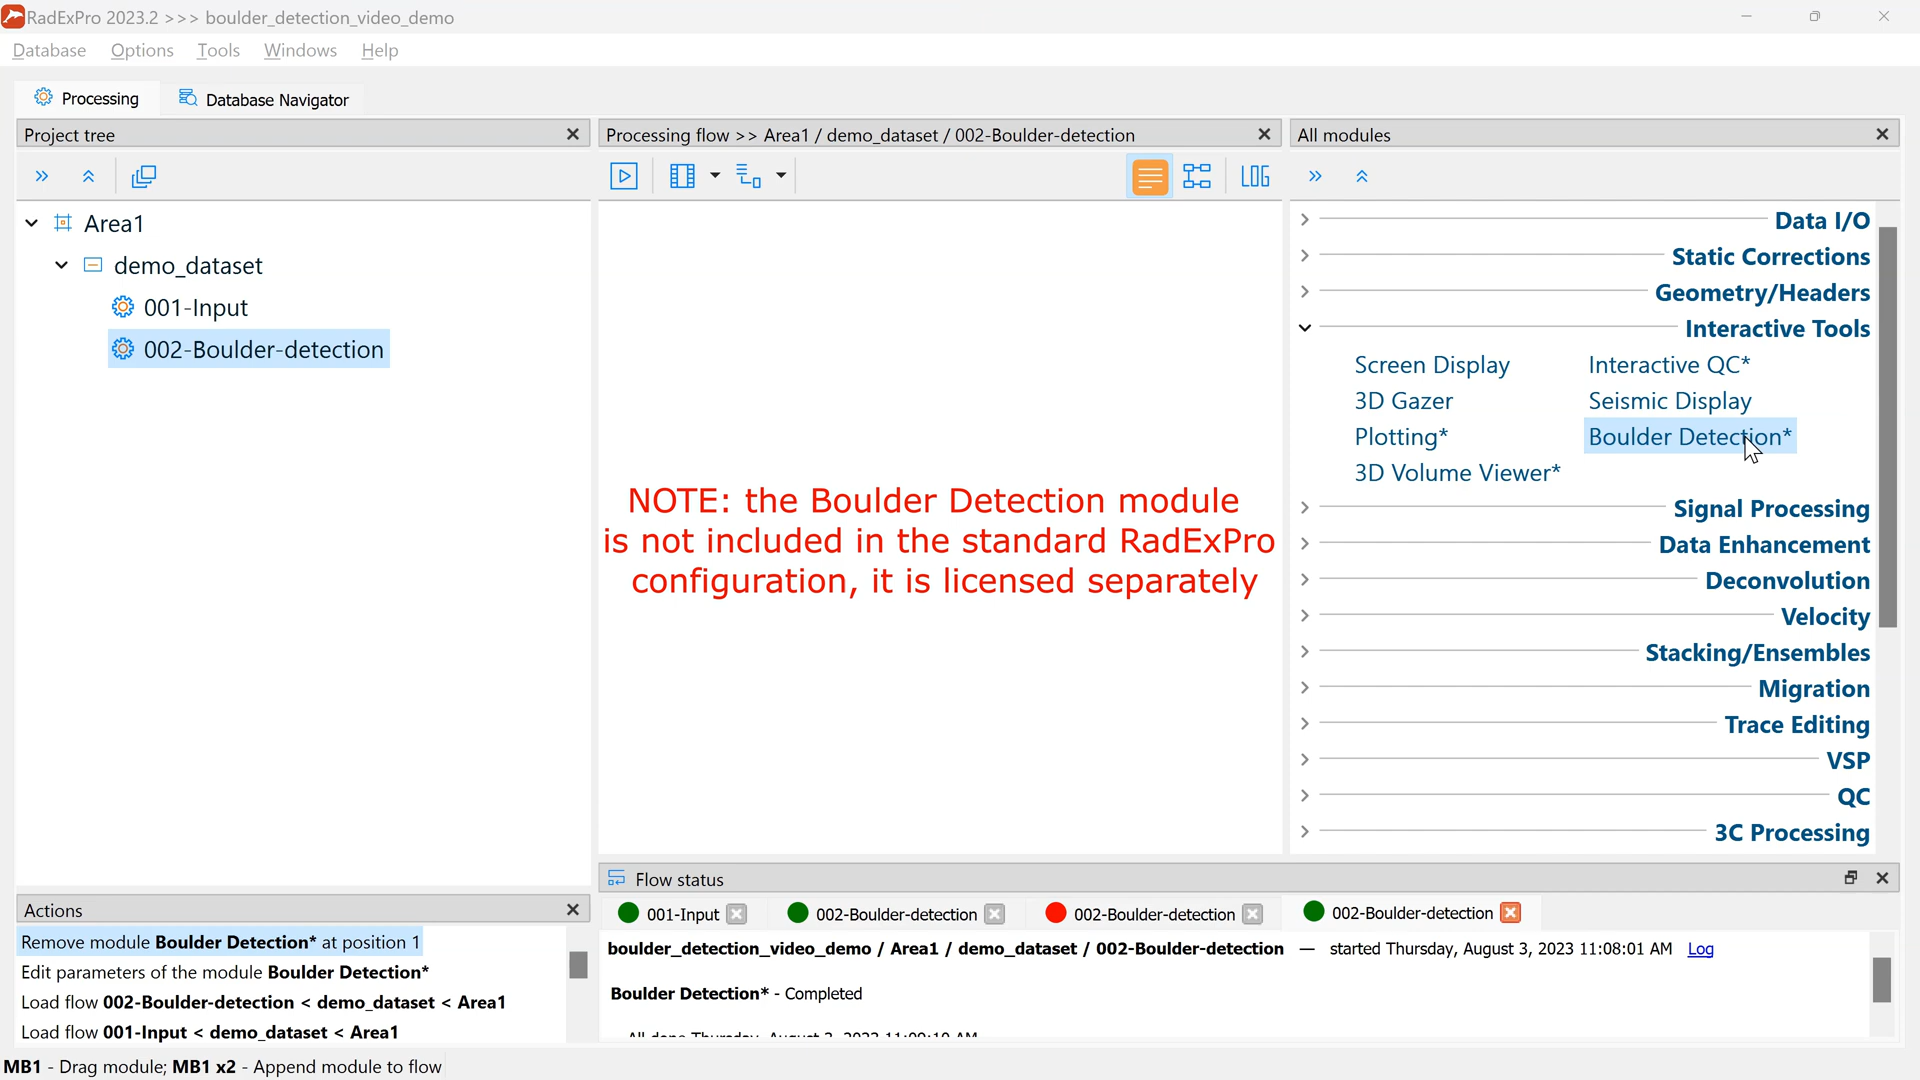 RadExPro 2023.2 >>> boulder_detection_video_demo
Database Options Tools Windows Help
Processing Database Navigator
Project tree
Area1
demo_dataset
001-Input
002-Boulder-detection
Processing flow >> Area1 / demo_dataset / 002-Boulder-detection
LOG
NOTE: the Boulder Detection module
is not included in the standard RadExPro
configuration, it is licensed separately
All modules
Data I/O
Static Corrections
Geometry/Headers
Interactive Tools
Screen Display Interactive QC*
3D Gazer Seismic Display
Plotting* Boulder Detection*
3D Volume Viewer*
Signal Processing
Data Enhancement
Deconvolution
Velocity
Stacking/Ensembles
Migration
Trace Editing
VSP
QC
3C Processing
Actions
Remove module Boulder Detection* at position 1
Edit parameters of the module Boulder Detection*
Load flow 002-Boulder-detection < demo_dataset < Area1
Load flow 001-Input < demo_dataset < Area1
Flow status
001-Input 002-Boulder-detection 002-Boulder-detection 002-Boulder-detection
boulder_detection_video_demo / Area1 / demo_dataset / 002-Boulder-detection — started Thursday, August 3, 2023 11:08:01 AM Log
Boulder Detection* - Completed
All done Thursday, August 3, 2023
MB1 - Drag module; MB1 x2 - Append module to flow